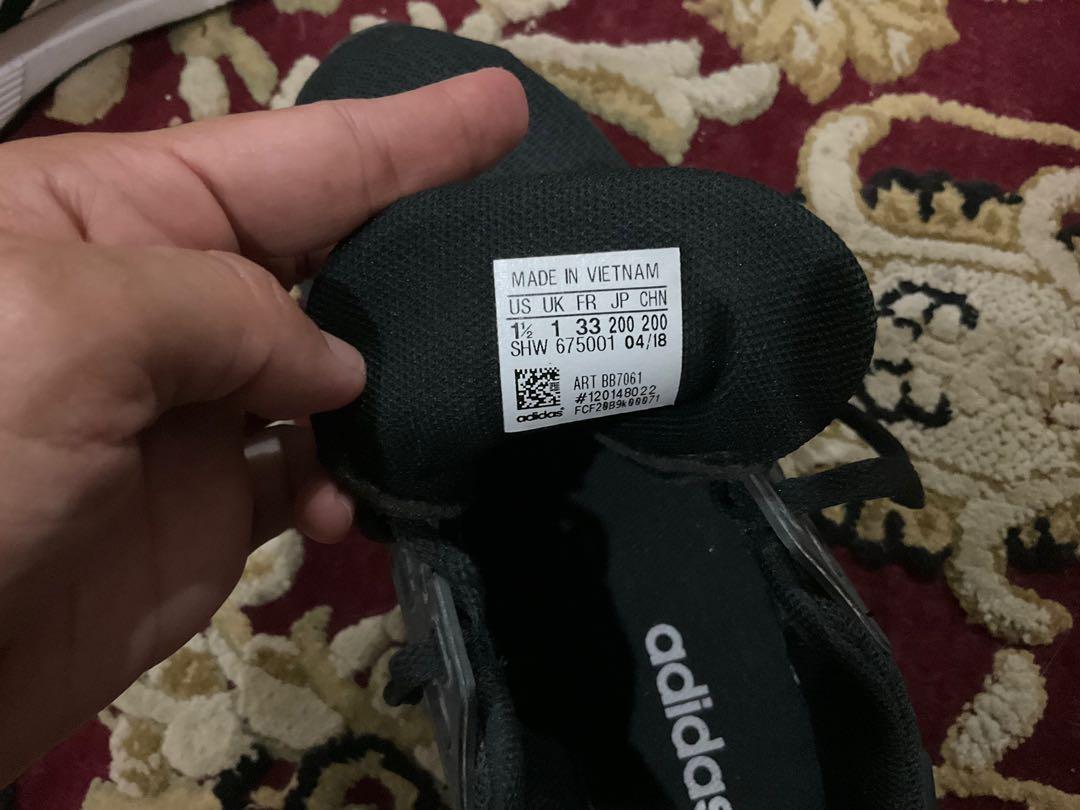 MADE IN VIETNAM
US UK FR JP CHN
1½ 1 33 200 200
SHW 675001 04/18
ART BB7061
#120148022
FCF20B9k00071
adidas
adidas